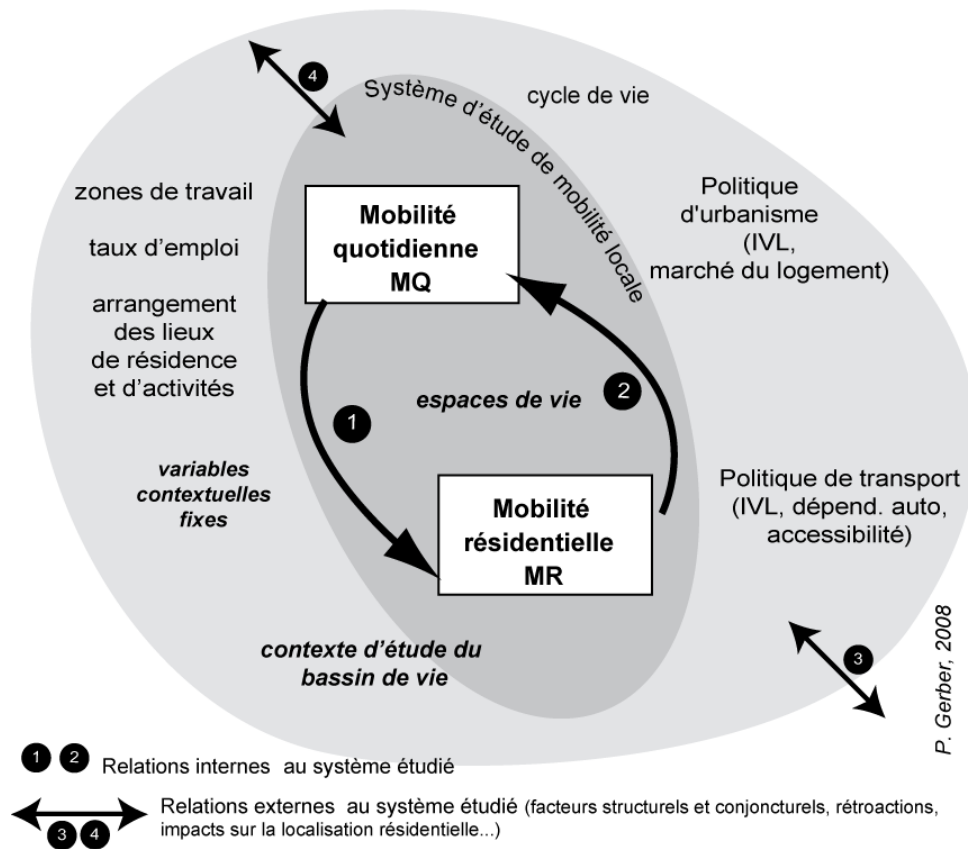 4
Système d'étude de mobilité locale
cycle de vie
zones de travail
taux d'emploi
arrangement
des lieux
de résidence
et d'activités
variables
contextuelles
fixes
Mobilité
quotidienne
MQ
Politique
d'urbanisme
(IVL,
marché du logement)
1
espaces de vie
2
Mobilité
résidentielle
MR
Politique de transport
(IVL, dépend. auto,
accessibilité)
contexte d'étude du
bassin de vie
3
P. Gerber, 2008
1 2 Relations internes au système étudié
3 4 Relations externes au système étudié (facteurs structurels et conjoncturels, rétroactions,
impacts sur la localisation résidentielle...)